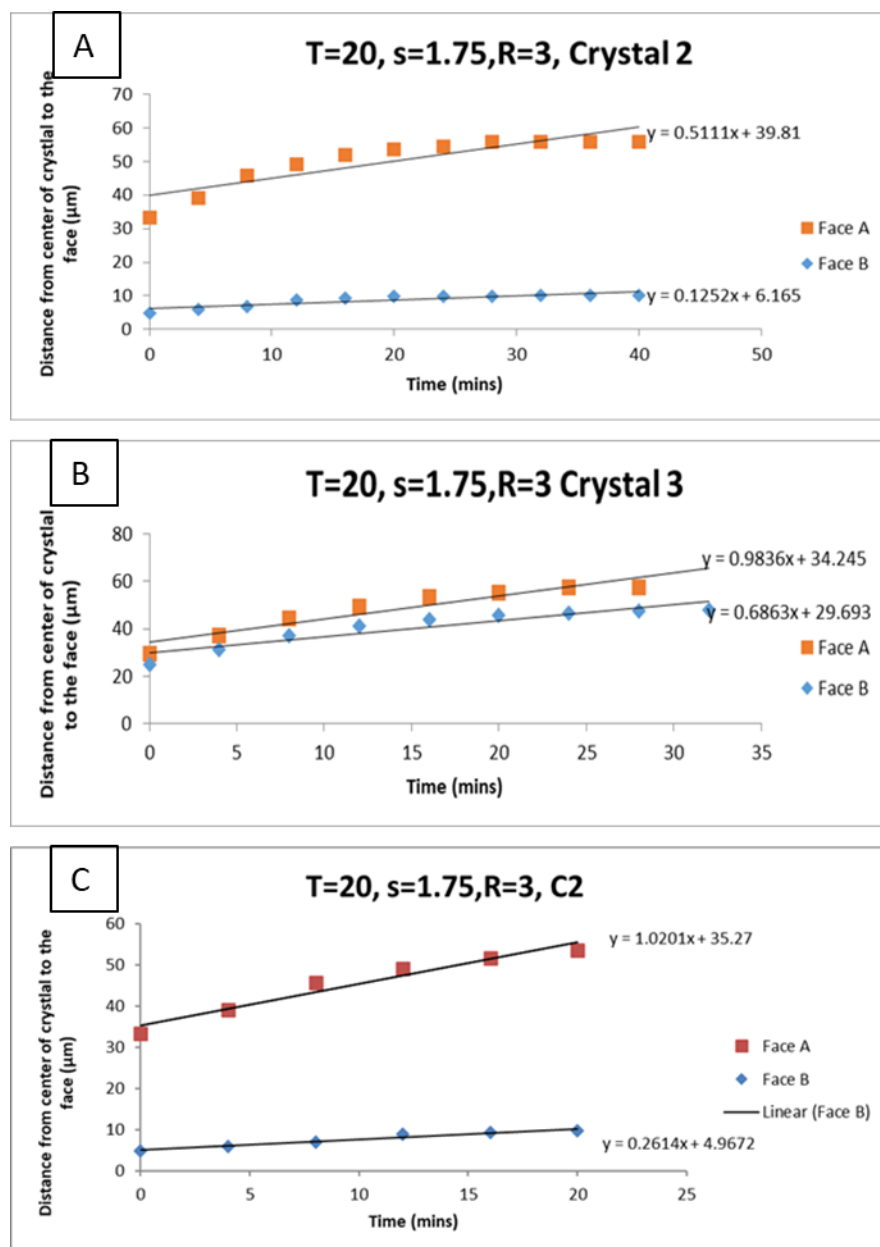 A
T=20, s=1.75,R=3, Crystal 2
Distance from center of crystlal to the
face (µm)
70
60
50
40
30
20
10
0
y = 0.5111x + 39.81
y = 0.1252x + 6.165
Face A
Face B
0 10 20 30 40 50
Time (mins)
B
T=20, s=1.75,R=3 Crystal 3
Distance from center of crystlal
to the face (µm)
80
60
40
20
0
y = 0.9836x + 34.245
y = 0.6863x + 29.693
Face A
Face B
0 5 10 15 20 25 30 35
Time (mins)
C
T=20, s=1.75,R=3, C2
Distance from center of crystlal to the
face (µm)
60
50
40
30
20
10
0
y = 1.0201x + 35.27
y = 0.2614x + 4.9672
Face A
Face B
Linear (Face B)
0 5 10 15 20 25
Time (mins)